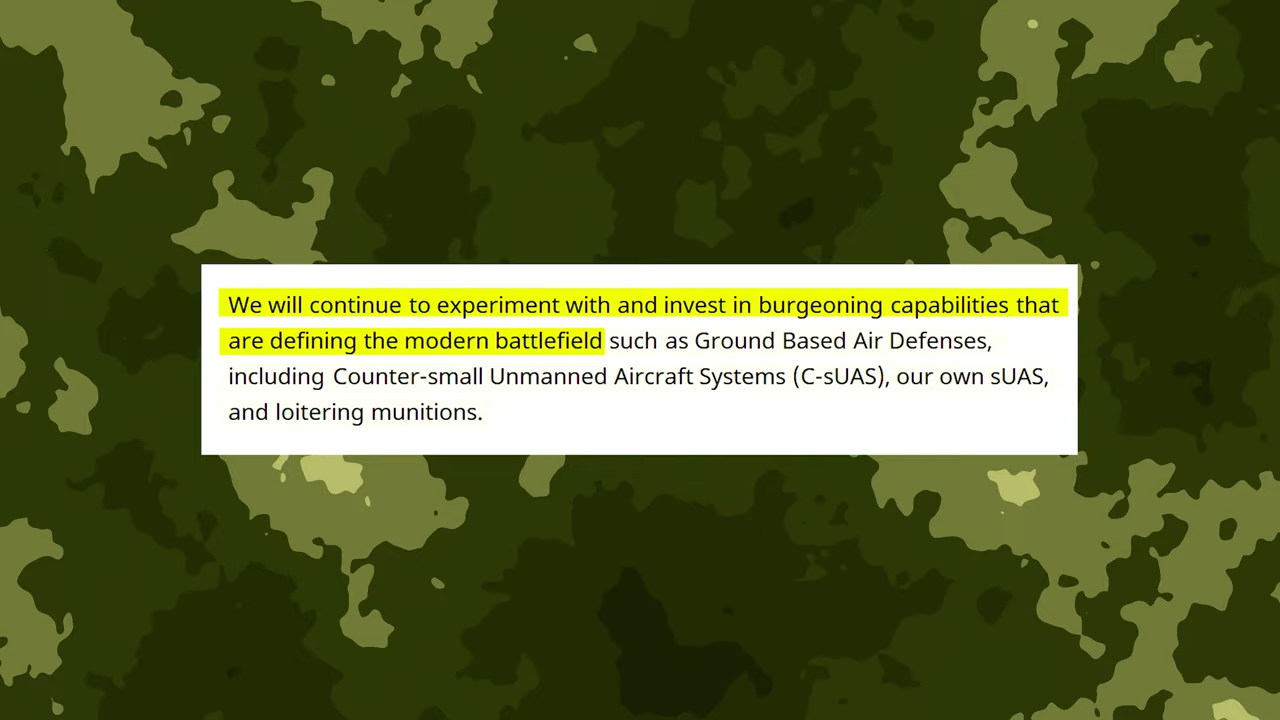 We will continue to experiment with and invest in burgeoning capabilities that
are defining the modern battlefield such as Ground Based Air Defenses,
including Counter-small Unmanned Aircraft Systems (C-sUAS), our own sUAS,
and loitering munitions.